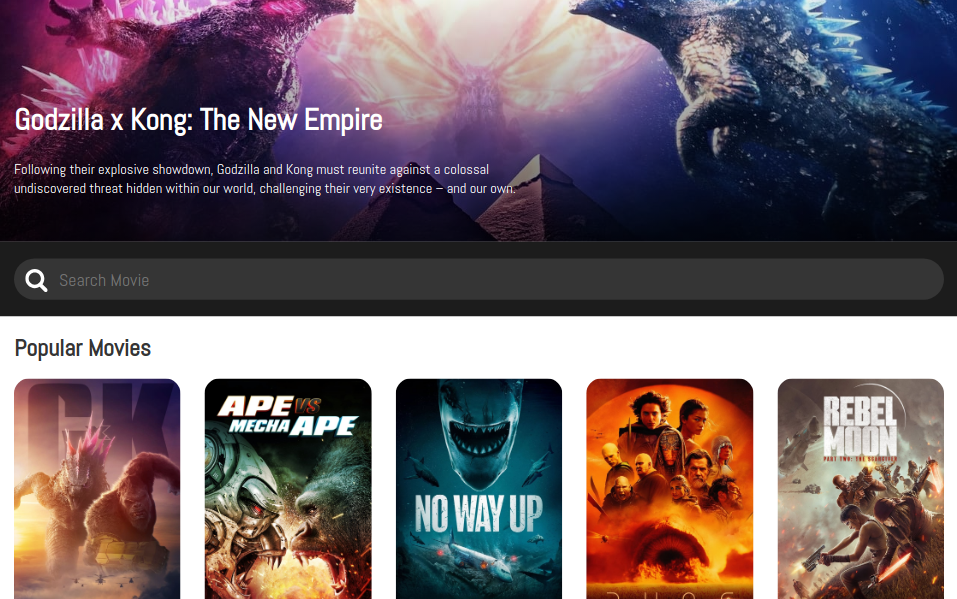 Godzilla x Kong: The New Empire
Following their explosive showdown, Godzilla and Kong must reunite against a colossal
undiscovered threat hidden within our world, challenging their very existence – and our own.
Search Movie
Popular Movies
GK
APE VS
MECHA APE
NO WAY UP
REBEL
MOON
PART TWO: THE SCARGIVER